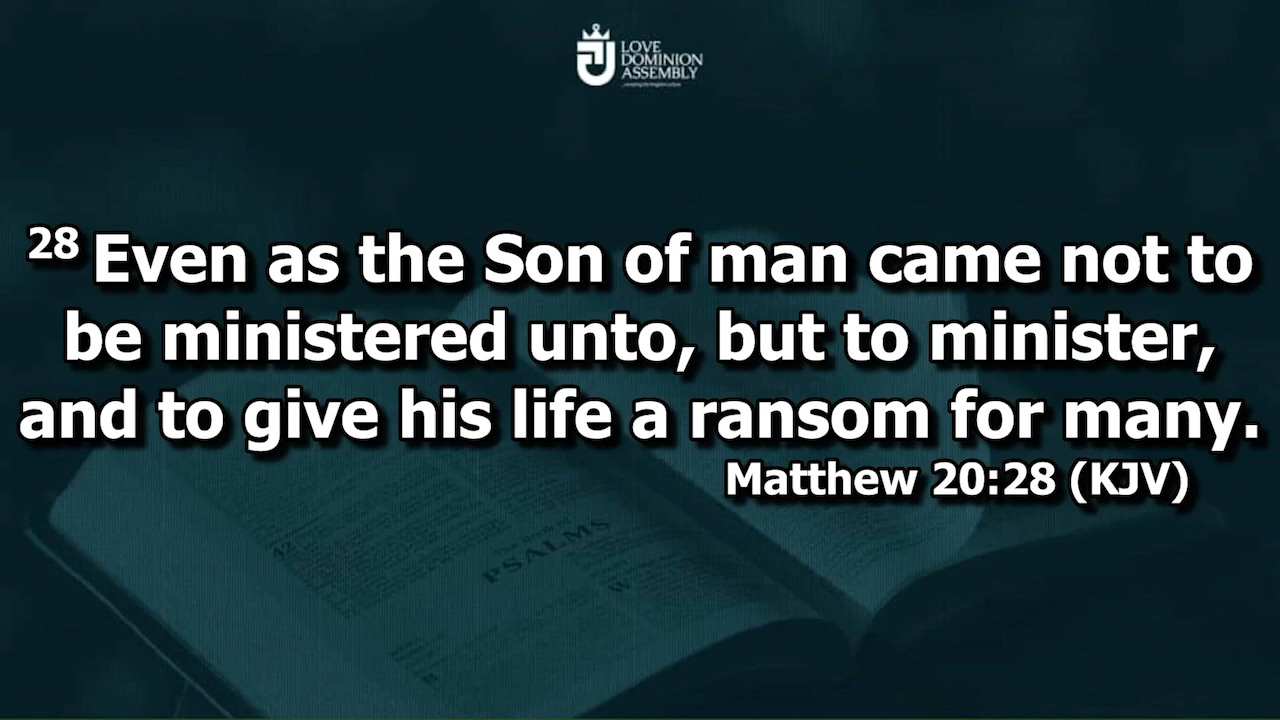 LOVE
DOMINION
ASSEMBLY
28 Even as the Son of man came not to
be ministered unto, but to minister,
and to give his life a ransom for many.
Matthew 20:28 (KJV)
PSALMS